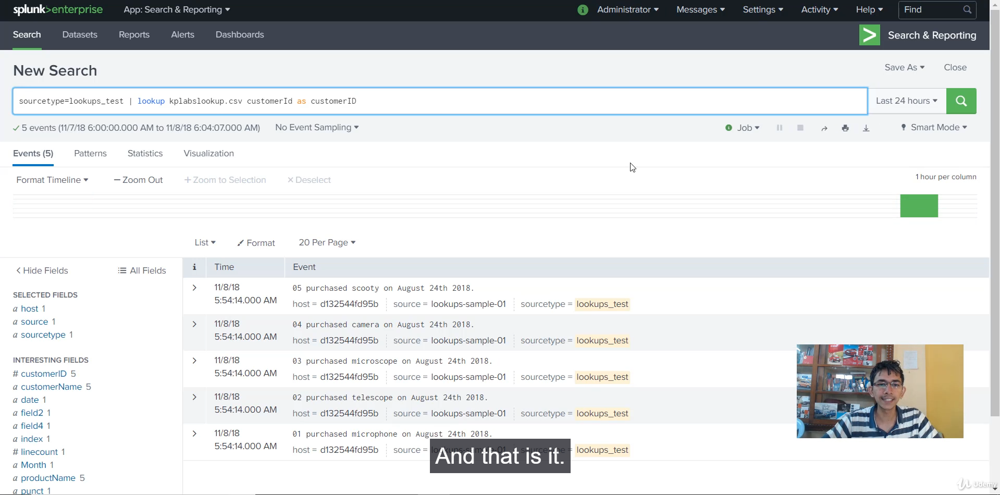 splunk>enterprise App: Search & Reporting ▾ i Administrator ▾ Messages ▾ Settings ▾ Activity ▾ Help ▾ Find
Search Datasets Reports Alerts Dashboards > Search & Reporting
New Search Save As ▾ Close
sourcetype=lookups_test | lookup kplabslookup.csv customerId as customerID Last 24 hours ▾
✓ 5 events (11/7/18 6:00:00.000 AM to 11/8/18 6:04:07.000 AM) No Event Sampling ▾ Job ▾ Smart Mode ▾
Events (5) Patterns Statistics Visualization
Format Timeline ▾ — Zoom Out + Zoom to Selection × Deselect 1 hour per column
List ▾ Format 20 Per Page ▾
< Hide Fields All Fields i Time Event
SELECTED FIELDS
a host 1
a source 1
a sourcetype 1
INTERESTING FIELDS
# customerID 5
a customerName 5
a date 1
a field2 1
a field4 1
a index 1
# linecount 1
a Month 1
a productName 5
a punct 1
> 11/8/18 05 purchased scooty on August 24th 2018.
5:54:14.000 AM host = d132544fd95b source = lookups-sample-01 sourcetype = lookups_test
> 11/8/18 04 purchased camera on August 24th 2018.
5:54:14.000 AM host = d132544fd95b source = lookups-sample-01 sourcetype = lookups_test
> 11/8/18 03 purchased microscope on August 24th 2018.
5:54:14.000 AM host = d132544fd95b source = lookups-sample-01 sourcetype = lookups_test
> 11/8/18 02 purchased telescope on August 24th 2018.
5:54:14.000 AM host = d132544fd95b source = lookups-sample-01 sourcetype = lookups_test
> 11/8/18 01 purchased microphone on August 24th 2018.
5:54:14.000 AM host = d132544fd95b source = lookups-sample-01 sourcetype = lookups_test
And that is it.
Udemy